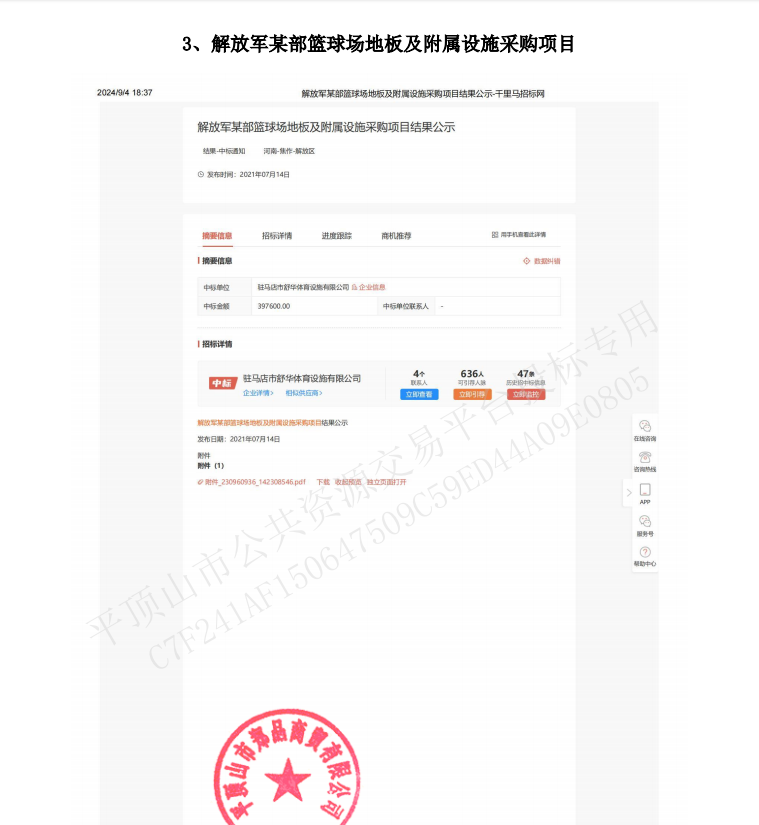 3、解放军某部篮球场地板及附属设施采购项目
2024/9/4 18:37
解放军某部篮球场地板及附属设施采购项目结果公示-千里马招标网
解放军某部篮球场地板及附属设施采购项目结果公示
结果-中标通知 河南-焦作-解放区
发布时间：2021年07月14日
摘要信息 招标详情 进度跟踪 商机推荐 用手机查看此详情
摘要信息 数据纠错
中标单位 驻马店市舒华体育设施有限公司 企业信息
中标金额 397600.00 中标单位联系人 -
招标详情
中标 驻马店市舒华体育设施有限公司
企业详情> 相似供应商>
4个 636人 47条
联系人 可引荐人脉 历史招中标信息
立即查看 立即引荐 立即监控
解放军某部篮球场地板及附属设施采购项目结果公示
发布日期：2021年07月14日
附件
附件（1）
附件_230960936_142308546.pdf 下载 收起预览 独立页面打开
在线咨询
咨询热线
APP
服务号
帮助中心
平顶山市公共资源交易平台投标专用
C7F241AF150647509C59ED44A09E0805